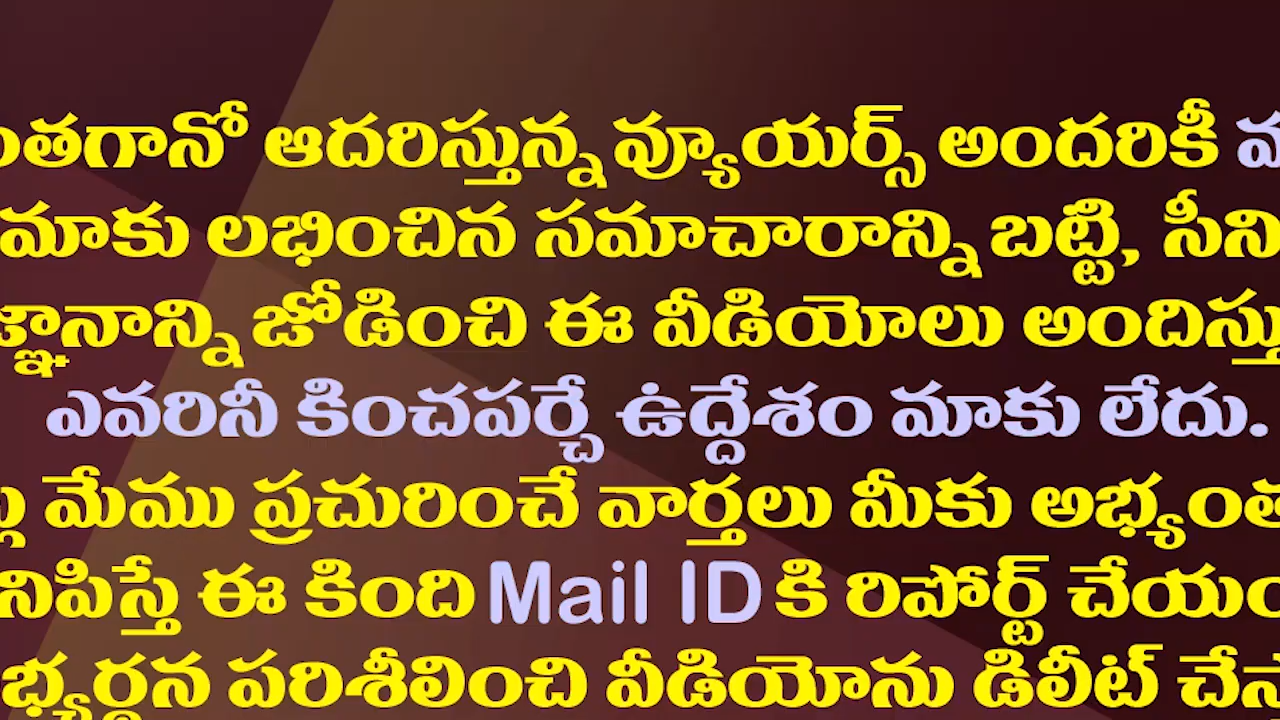 ంతగానో ఆదరిస్తున్న వ్యూయర్స్ అందరికీ
మాకు లభించిన సమాచారాన్ని బట్టి, సీని
జ్ఞానాన్ని జోడించి ఈ వీడియోలు అందిస్తు
ఎవరినీ కించపర్చే ఉద్దేశం మాకు లేదు.
మేము ప్రచురించే వార్తలు మీకు అభ్యంత
నిపిస్తే ఈ కింది Mail ID కి రిపోర్ట్ చేయం
భ్యర్థన పరిశీలించి వీడియోను డిలీట్ చేస